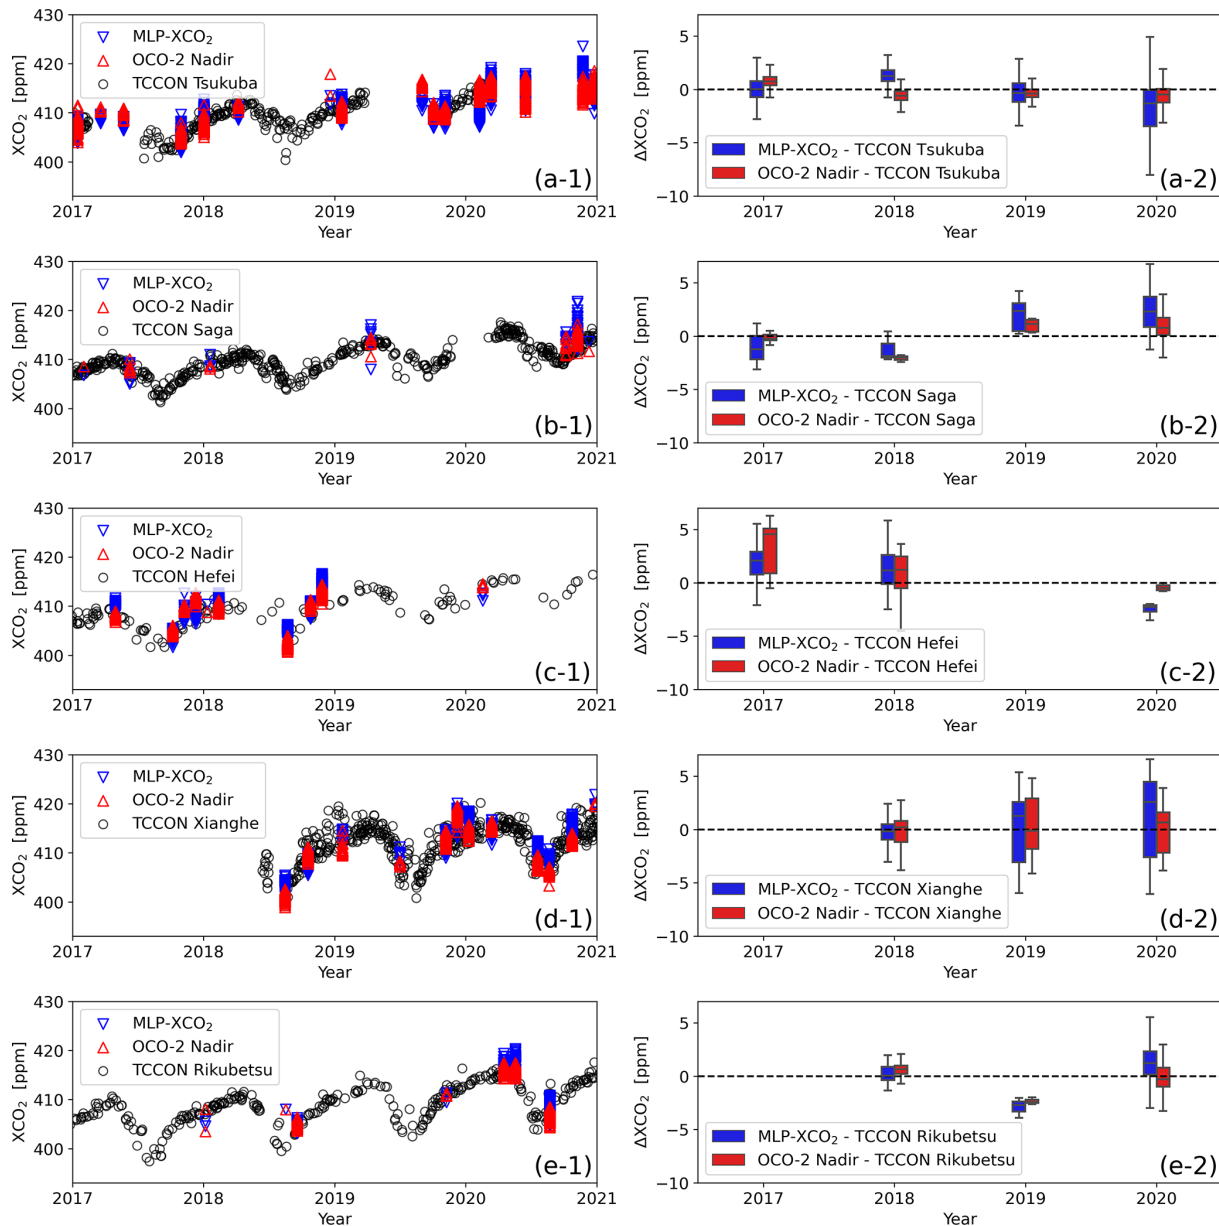 430
420
410
400
XCO₂ [ppm]
MLP-XCO₂
OCO-2 Nadir
TCCON Tsukuba
(a-1)
2017 2018 2019 2020 2021
Year
5
0
−5
−10
ΔXCO₂ [ppm]
MLP-XCO₂ - TCCON Tsukuba
OCO-2 Nadir - TCCON Tsukuba
(a-2)
2017 2018 2019 2020
Year
430
420
410
400
XCO₂ [ppm]
MLP-XCO₂
OCO-2 Nadir
TCCON Saga
(b-1)
2017 2018 2019 2020 2021
Year
5
0
−5
−10
ΔXCO₂ [ppm]
MLP-XCO₂ - TCCON Saga
OCO-2 Nadir - TCCON Saga
(b-2)
2017 2018 2019 2020
Year
430
420
410
400
XCO₂ [ppm]
MLP-XCO₂
OCO-2 Nadir
TCCON Hefei
(c-1)
2017 2018 2019 2020 2021
Year
5
0
−5
−10
ΔXCO₂ [ppm]
MLP-XCO₂ - TCCON Hefei
OCO-2 Nadir - TCCON Hefei
(c-2)
2017 2018 2019 2020
Year
430
420
410
400
XCO₂ [ppm]
MLP-XCO₂
OCO-2 Nadir
TCCON Xianghe
(d-1)
2017 2018 2019 2020 2021
Year
5
0
−5
−10
ΔXCO₂ [ppm]
MLP-XCO₂ - TCCON Xianghe
OCO-2 Nadir - TCCON Xianghe
(d-2)
2017 2018 2019 2020
Year
430
420
410
400
XCO₂ [ppm]
MLP-XCO₂
OCO-2 Nadir
TCCON Rikubetsu
(e-1)
2017 2018 2019 2020 2021
Year
5
0
−5
−10
ΔXCO₂ [ppm]
MLP-XCO₂ - TCCON Rikubetsu
OCO-2 Nadir - TCCON Rikubetsu
(e-2)
2017 2018 2019 2020
Year